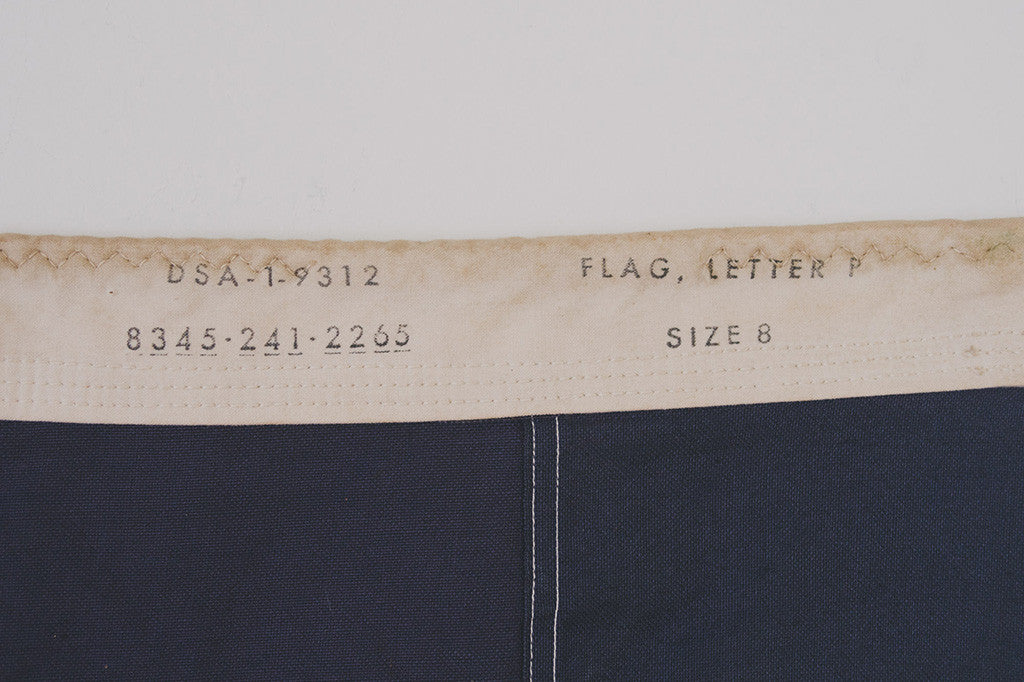 DSA-1-9312
8345·241·2265
FLAG, LETTER P
SIZE 8